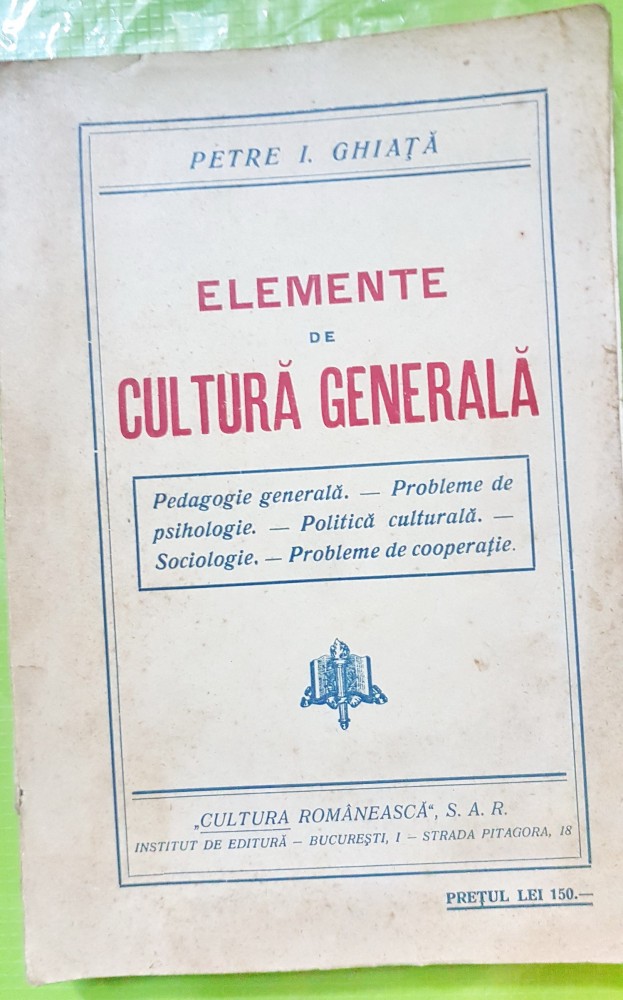 PETRE I. GHIAȚĂ
ELEMENTE
DE
CULTURĂ GENERALĂ
Pedagogie generală. — Probleme de
psihologie. — Politică culturală. —
Sociologie. — Probleme de cooperație.
„CULTURA ROMÂNEASCĂ“, S. A. R.
INSTITUT DE EDITURĂ – BUCUREȘTI, I – STRADA PITAGORA, 18
PREȚUL LEI 150.—